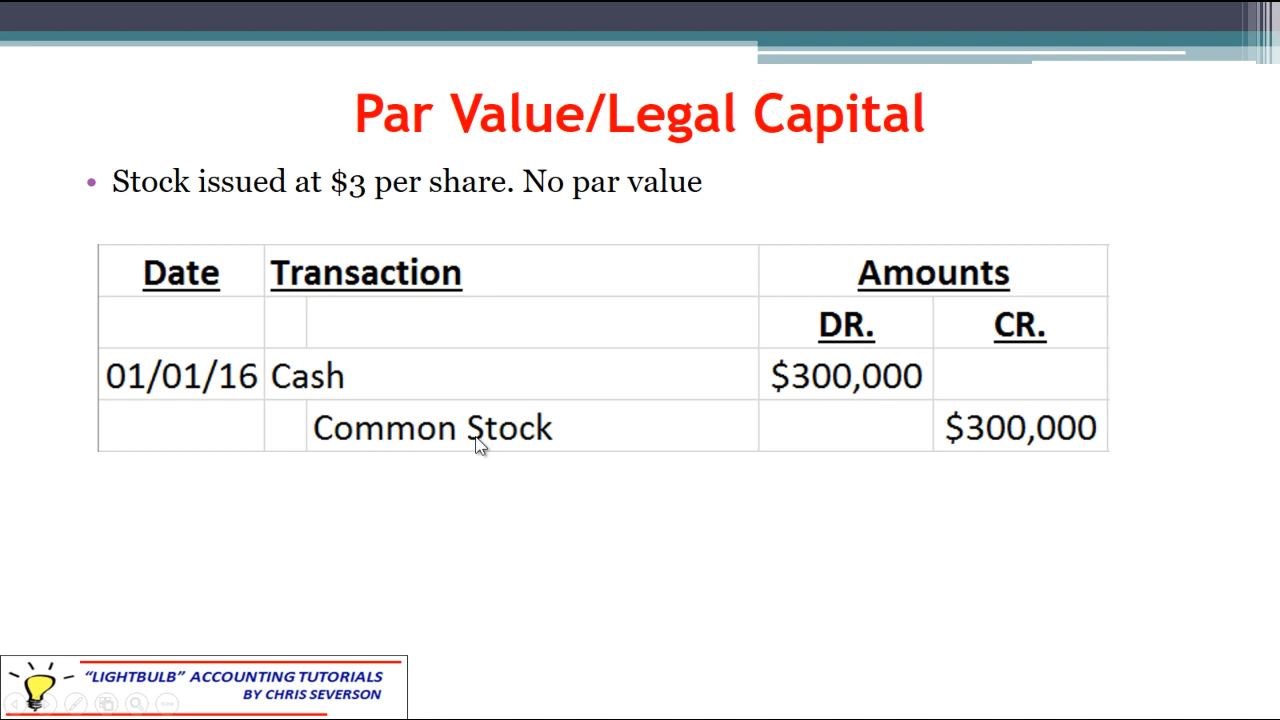 Par Value/Legal Capital
• Stock issued at $3 per share. No par value
Date Transaction Amounts
DR. CR.
01/01/16 Cash $300,000
Common Stock $300,000
“LIGHTBULB” ACCOUNTING TUTORIALS
BY CHRIS SEVERSON